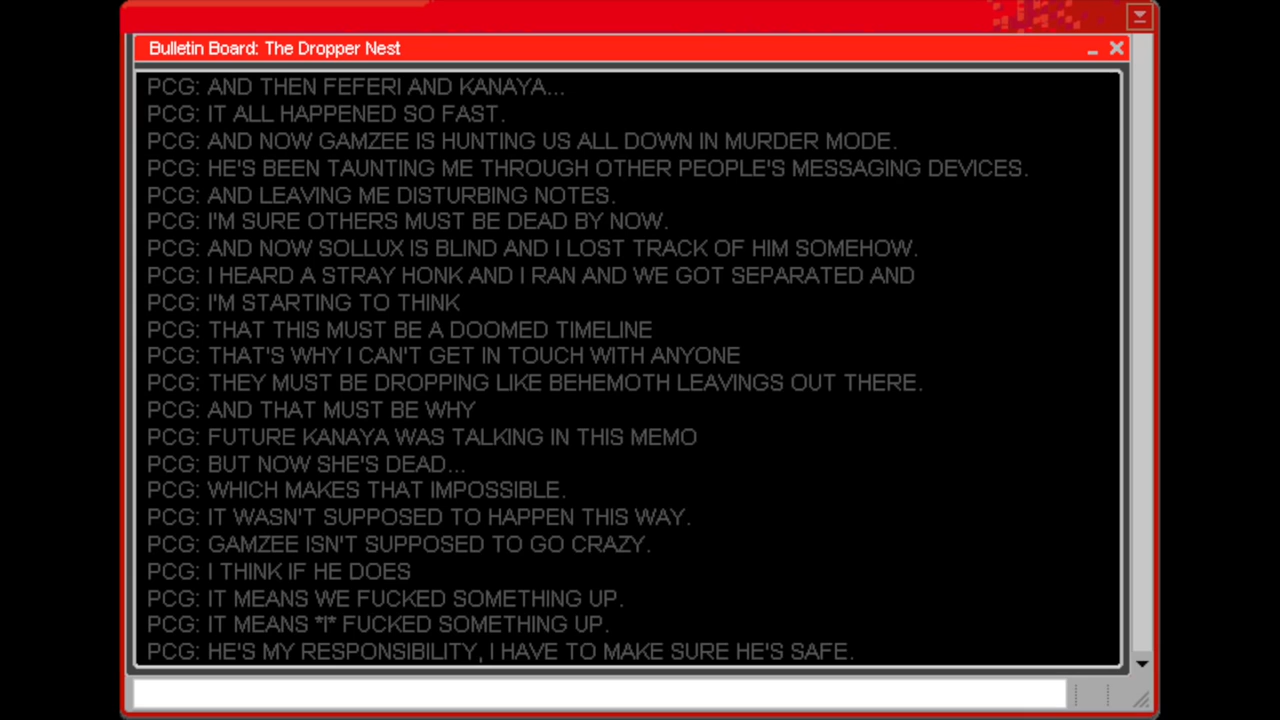 Bulletin Board: The Dropper Nest
PCG: AND THEN FEFERI AND KANAYA...
PCG: IT ALL HAPPENED SO FAST.
PCG: AND NOW GAMZEE IS HUNTING US ALL DOWN IN MURDER MODE.
PCG: HE'S BEEN TAUNTING ME THROUGH OTHER PEOPLE'S MESSAGING DEVICES.
PCG: AND LEAVING ME DISTURBING NOTES.
PCG: I'M SURE OTHERS MUST BE DEAD BY NOW.
PCG: AND NOW SOLLUX IS BLIND AND I LOST TRACK OF HIM SOMEHOW.
PCG: I HEARD A STRAY HONK AND I RAN AND WE GOT SEPARATED AND
PCG: I'M STARTING TO THINK
PCG: THAT THIS MUST BE A DOOMED TIMELINE
PCG: THAT'S WHY I CAN'T GET IN TOUCH WITH ANYONE
PCG: THEY MUST BE DROPPING LIKE BEHEMOTH LEAVINGS OUT THERE.
PCG: AND THAT MUST BE WHY
PCG: FUTURE KANAYA WAS TALKING IN THIS MEMO
PCG: BUT NOW SHE'S DEAD...
PCG: WHICH MAKES THAT IMPOSSIBLE.
PCG: IT WASN'T SUPPOSED TO HAPPEN THIS WAY.
PCG: GAMZEE ISN'T SUPPOSED TO GO CRAZY.
PCG: I THINK IF HE DOES
PCG: IT MEANS WE FUCKED SOMETHING UP.
PCG: IT MEANS *I* FUCKED SOMETHING UP.
PCG: HE'S MY RESPONSIBILITY, I HAVE TO MAKE SURE HE'S SAFE.